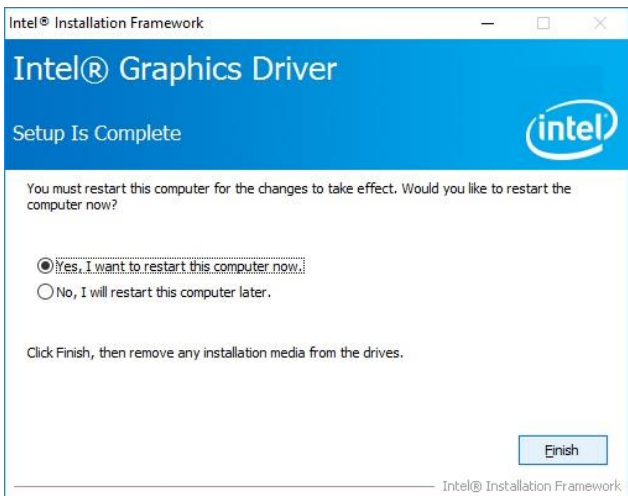 Intel® Installation Framework
Intel® Graphics Driver
Setup Is Complete
intel
You must restart this computer for the changes to take effect. Would you like to restart the
computer now?
Yes, I want to restart this computer now.
No, I will restart this computer later.
Click Finish, then remove any installation media from the drives.
Finish
Intel® Installation Framework